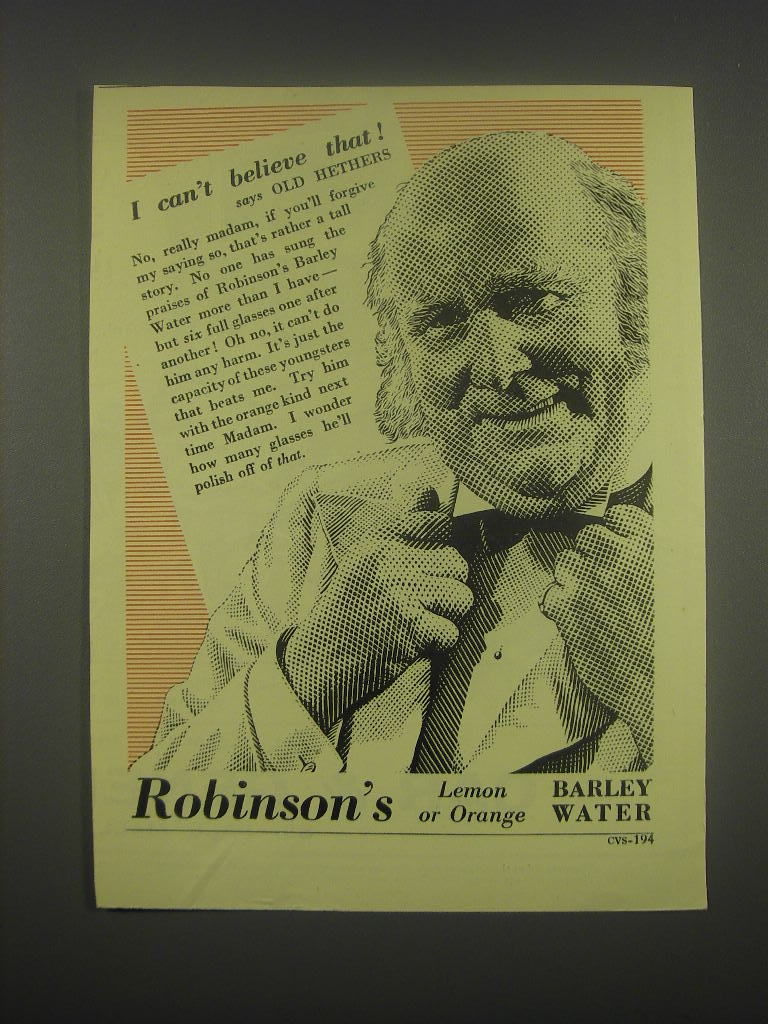 I can't believe that!
says OLD HETHERS
No, really madam, if you'll forgive
my saying so, that's rather a tall
story. No one has sung the
praises of Robinson's Barley
Water more than I have—
but six full glasses one after
another! Oh no, it can't do
him any harm. It's just the
capacity of these youngsters
that beats me. Try him
with the orange kind next
time Madam. I wonder
how many glasses he'll
polish off of that.
Robinson's Lemon or Orange BARLEY WATER
CVS-194